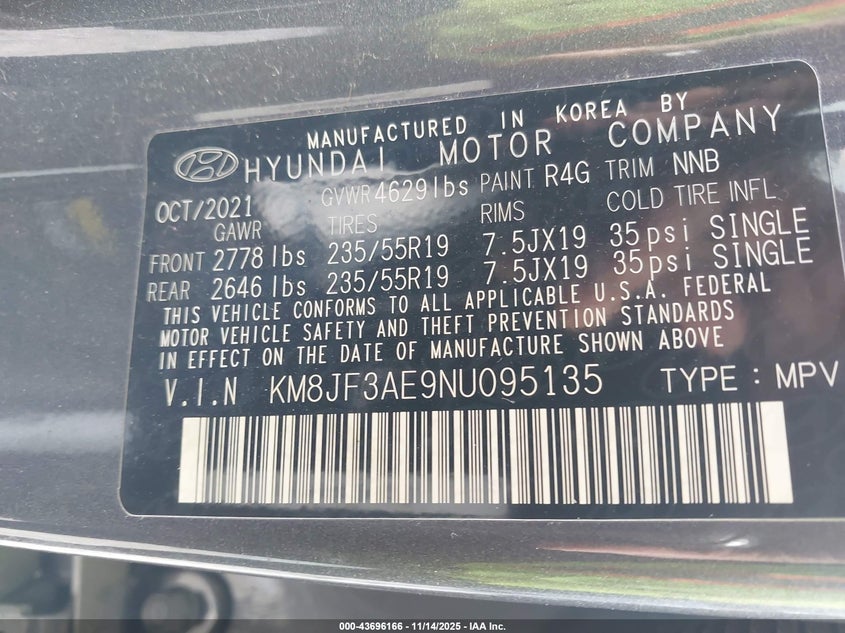 MANUFACTURED IN KOREA BY
HYUNDAI MOTOR COMPANY
OCT/2021 GVWR 4629 lbs PAINT R4G TRIM NNB
GAWR TIRES RIMS COLD TIRE INFL
FRONT 2778 lbs 235/55R19 7.5JX19 35psi SINGLE
REAR 2646 lbs 235/55R19 7.5JX19 35psi SINGLE
THIS VEHICLE CONFORMS TO ALL APPLICABLE U.S.A. FEDERAL
MOTOR VEHICLE SAFETY AND THEFT PREVENTION STANDARDS
IN EFFECT ON THE DATE OF MANUFACTURE SHOWN ABOVE
V.I.N KM8JF3AE9NU095135 TYPE : MPV
000-43696166 - 11/14/2025 - IAA Inc.